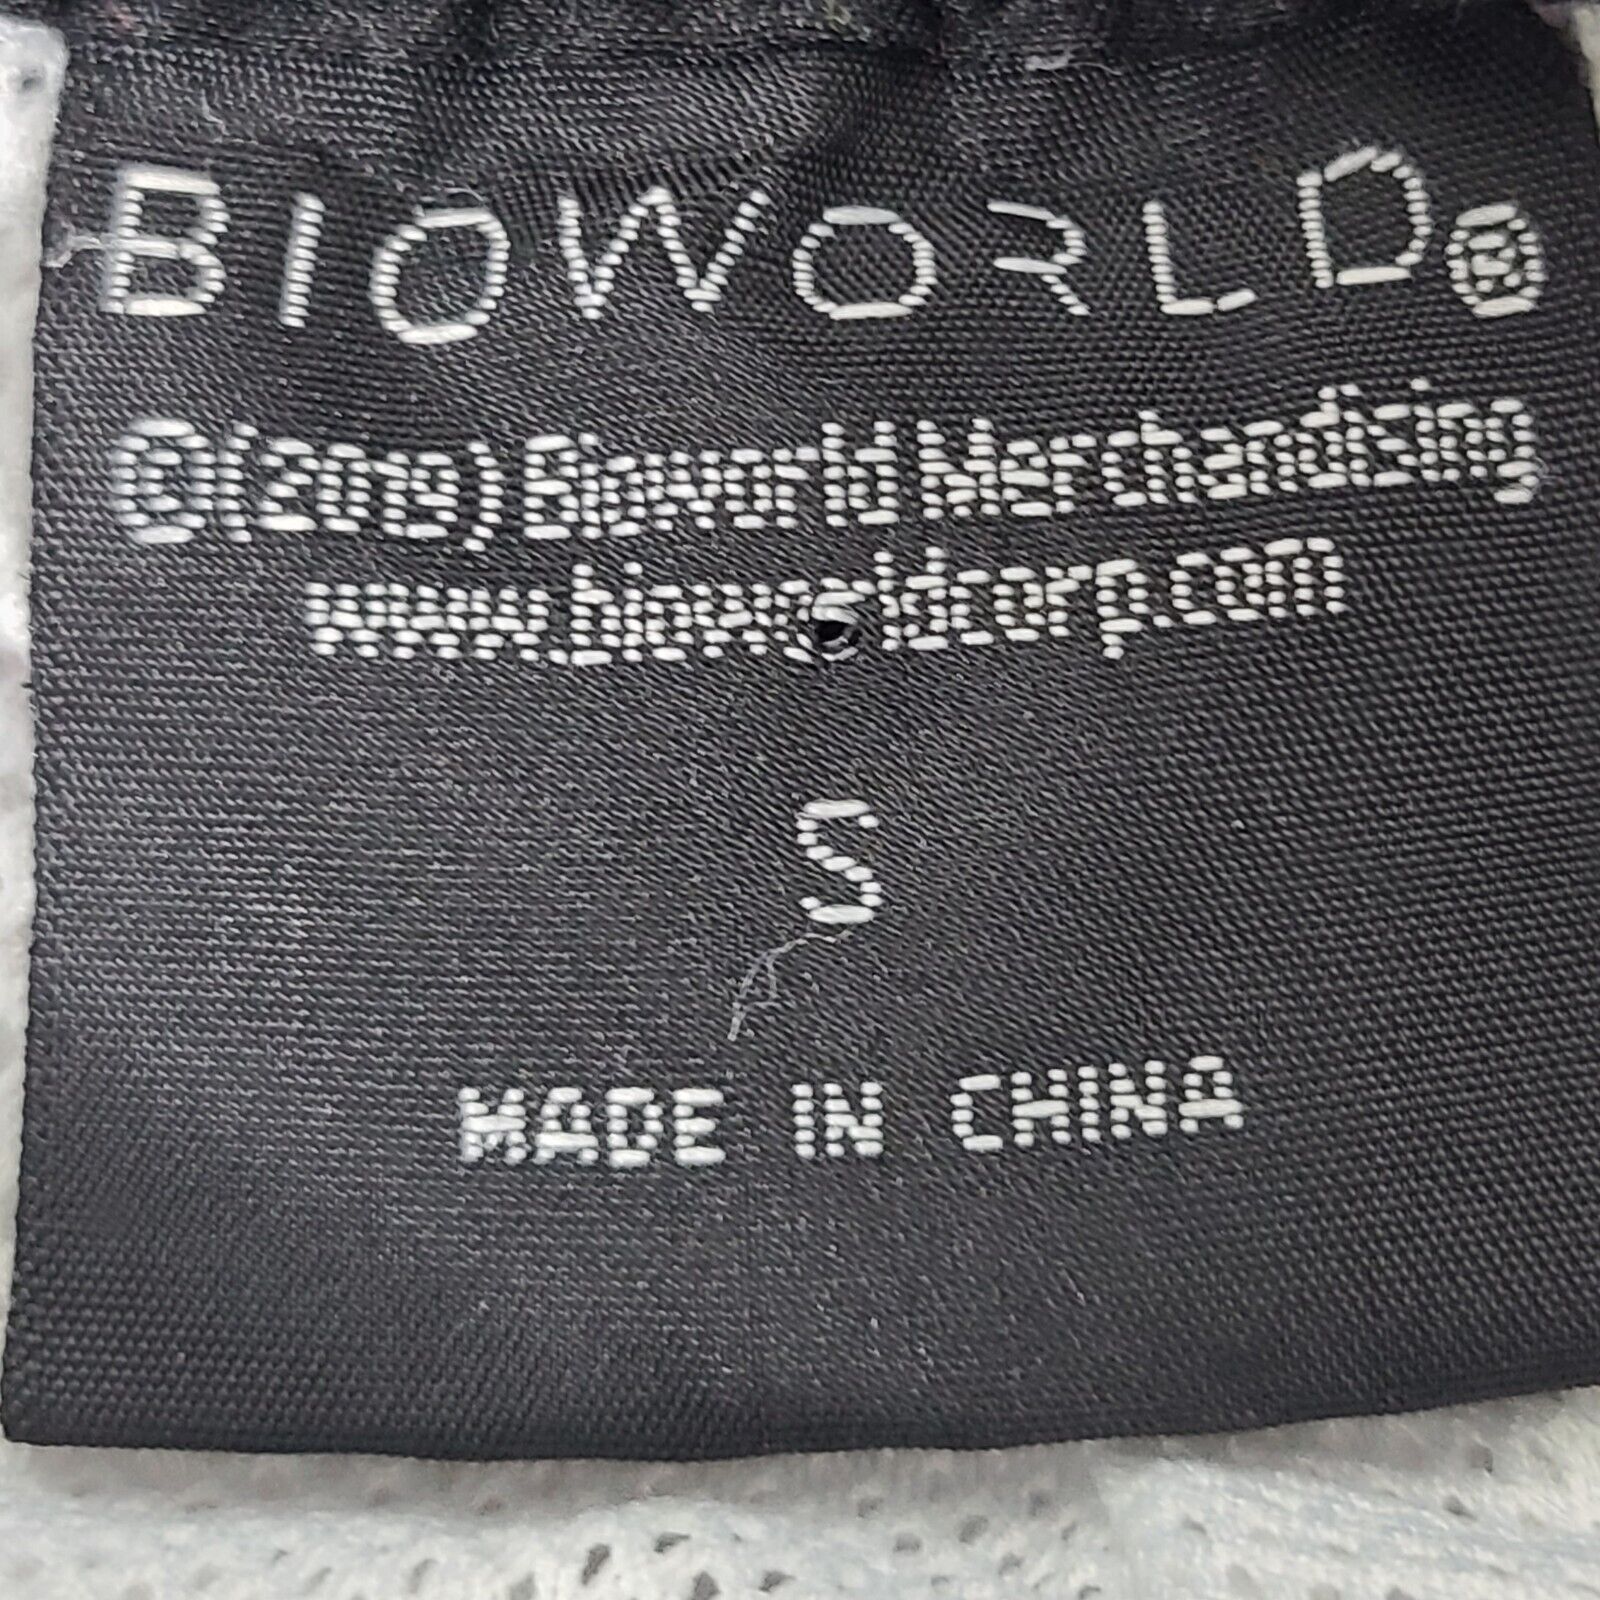 BIOWORLD®
©(2019) Bioworld Merchandising
www.bioworldcorp.com
S
MADE IN CHINA